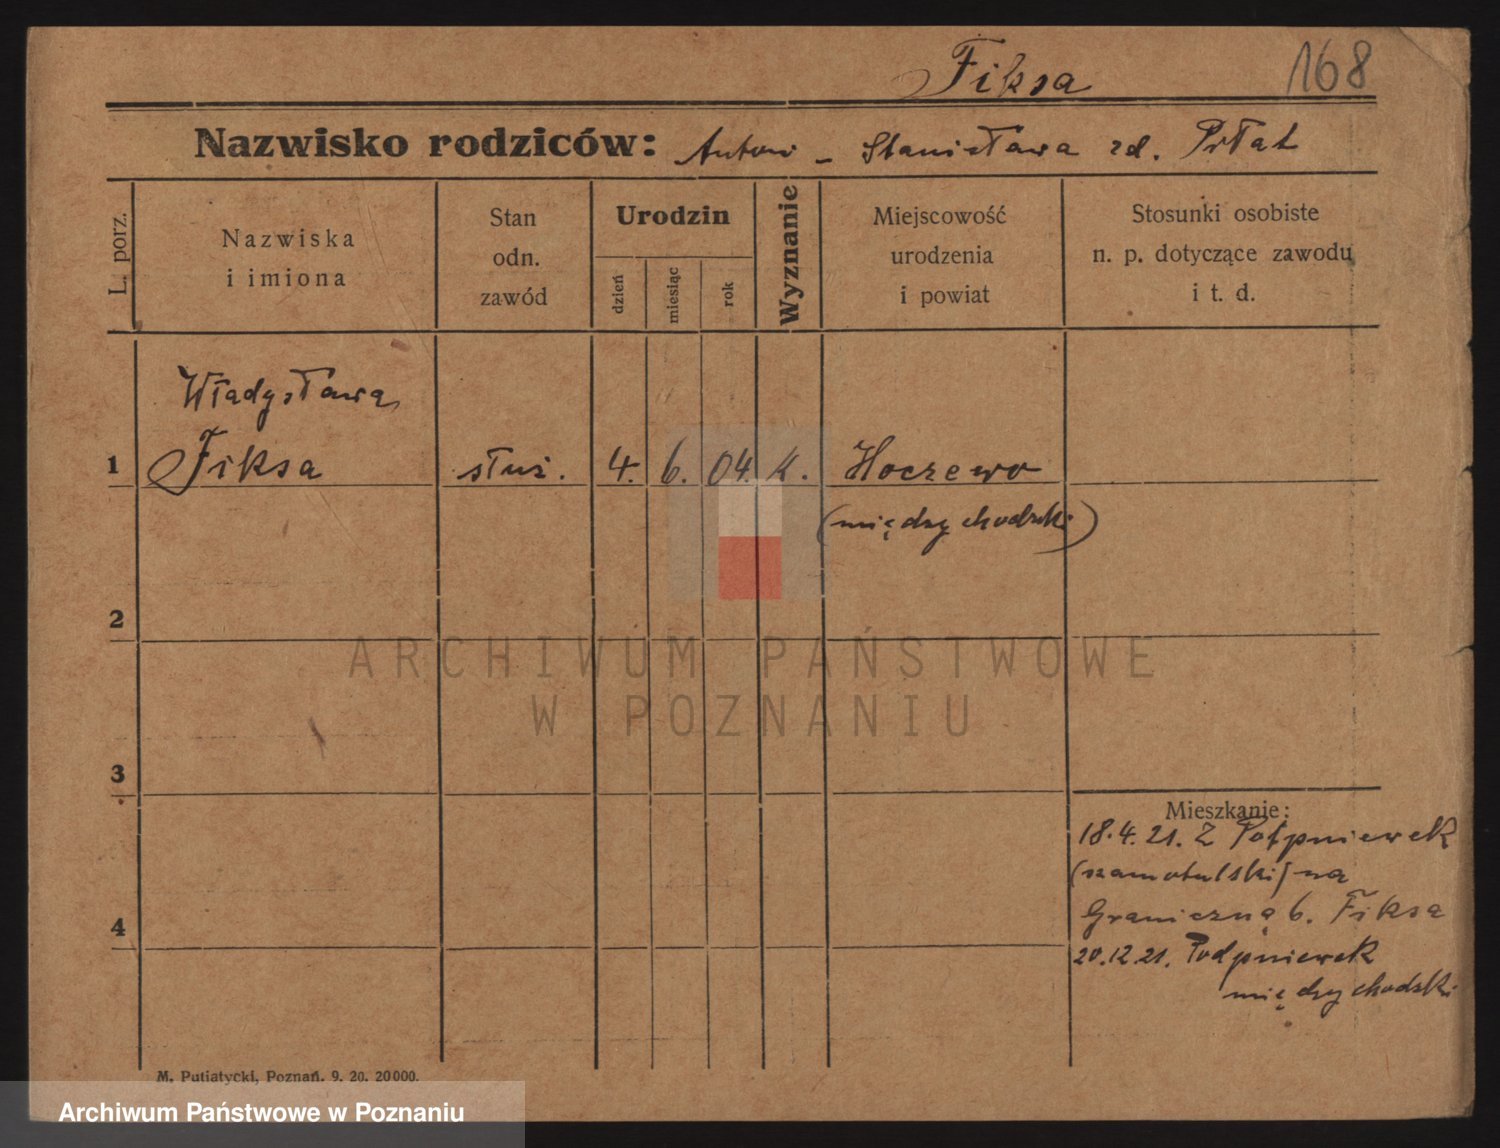 Fiksa
168
Nazwisko rodziców: Antoni - Stanisława zd. Piłat
L. porz.
Nazwiska
i imiona
Stan
odn.
zawód
Urodzin
dzień
miesiąc
rok
Wyznanie
Miejscowość
urodzenia
i powiat
Stosunki osobiste
n. p. dotyczące zawodu
i t. d.
Władysława
1 Fiksa służ. 4. 6. 04. k. Hoczewo
(międzychodzki)
2
3
4
ARCHIWUM PAŃSTWOWE
W POZNANIU
Mieszkanie:
18.4.21. z Podpniewek
(szamotulski) na
Graniczną 6. Fiksa
20.12.21. Podpniewek
międzychodzki
M. Putiatycki, Poznań. 9. 20. 20000.
Archiwum Państwowe w Poznaniu